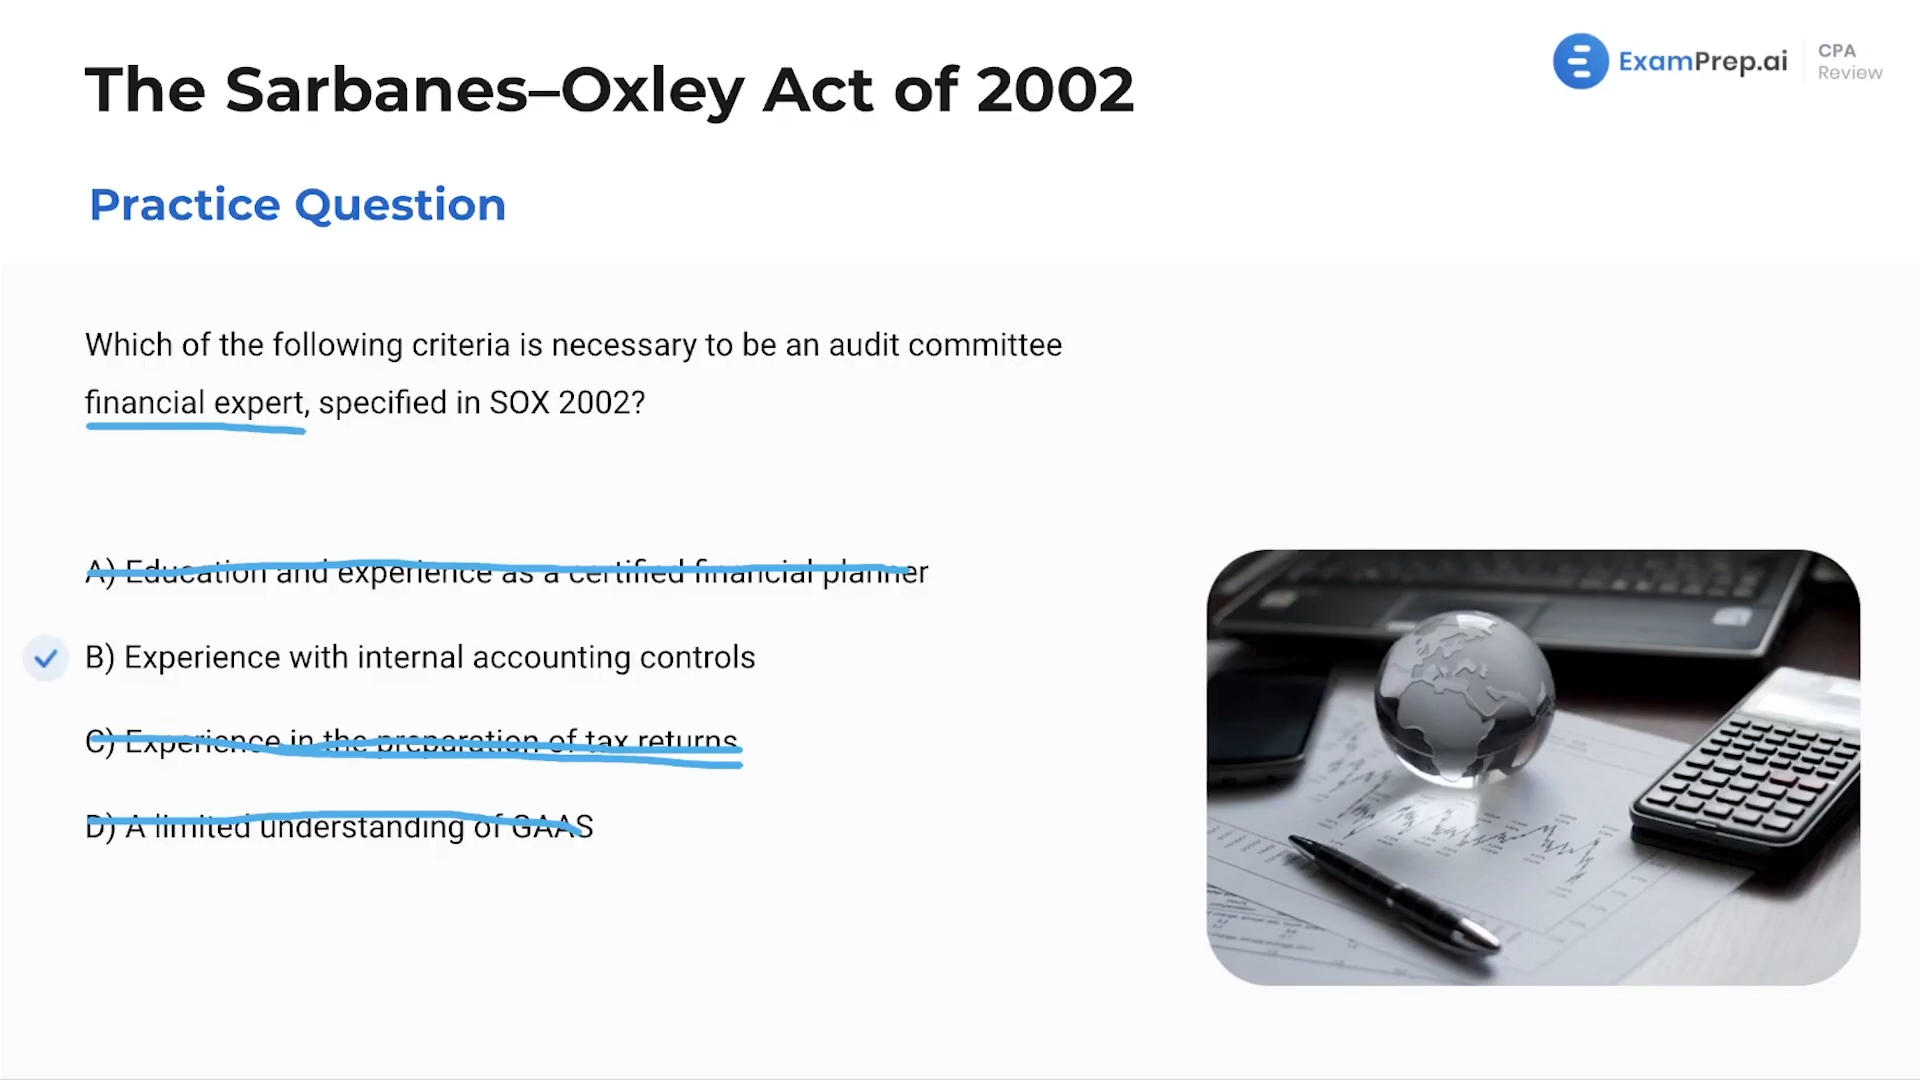 The Sarbanes–Oxley Act of 2002
ExamPrep.ai
CPA
Review
Practice Question
Which of the following criteria is necessary to be an audit committee
financial expert, specified in SOX 2002?
A) Education and experience as a certified financial planner
B) Experience with internal accounting controls
C) Experience in the preparation of tax returns
D) A limited understanding of GAAS